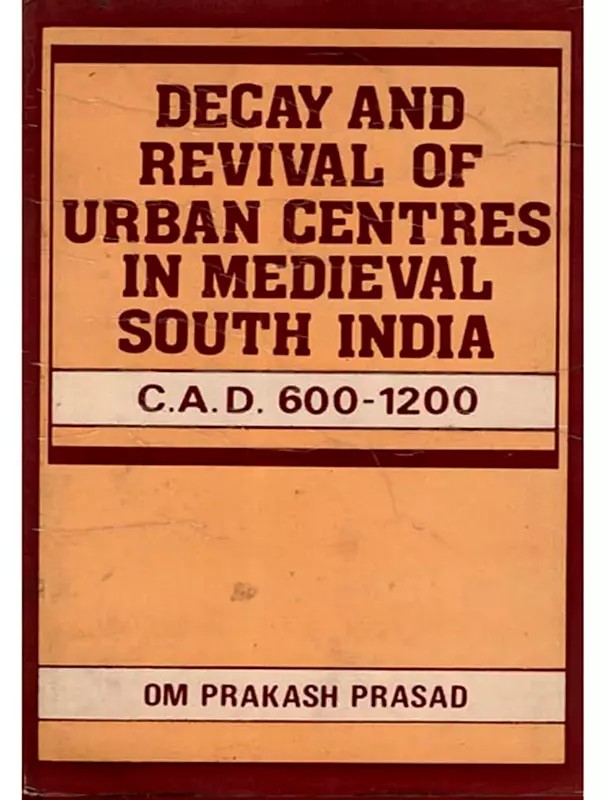 DECAY AND
REVIVAL OF
URBAN CENTRES
IN MEDIEVAL
SOUTH INDIA
C.A.D. 600-1200
OM PRAKASH PRASAD